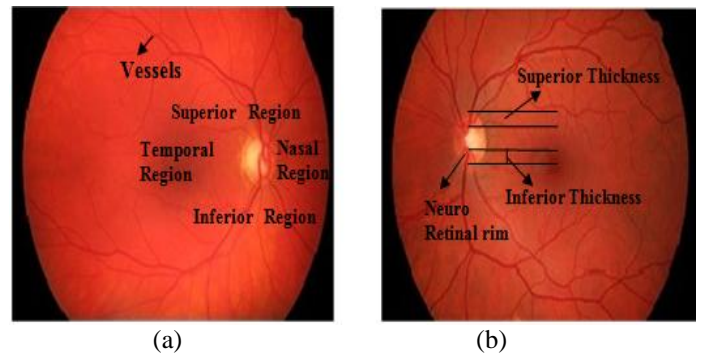 Vessels
Superior Region
Temporal
Region
Nasal
Region
Inferior Region
(a)
Superior Thickness
Inferior Thickness
Neuro
Retinal rim
(b)